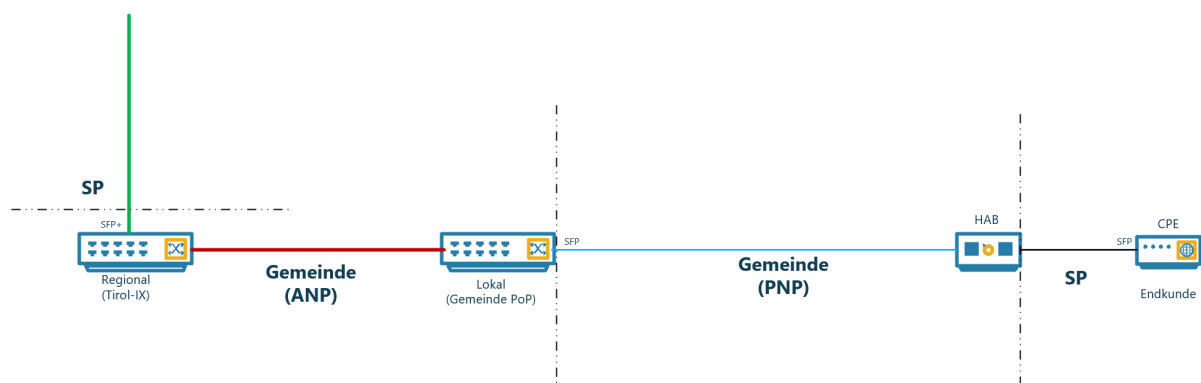 SP
SFP+
Regional
(Tirol-IX)
Gemeinde
(ANP)
Lokal
(Gemeinde PoP)
SFP
Gemeinde
(PNP)
HAB
SP
SFP
CPE
Endkunde